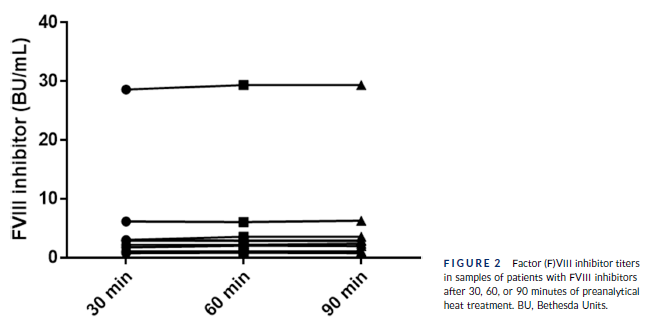 40
30
20
10
0
FVIII inhibitor (BU/mL)
30 min
60 min
90 min
FIGURE 2 Factor (F)VIII inhibitor titers
in samples of patients with FVIII inhibitors
after 30, 60, or 90 minutes of preanalytical
heat treatment. BU, Bethesda Units.